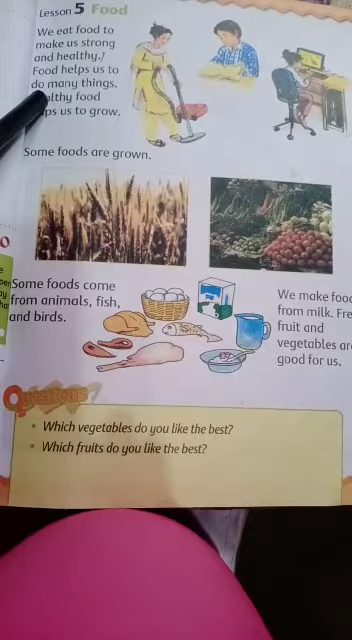 Lesson 5 Food
We eat food to
make us strong
and healthy.
Food helps us to
do many things.
lthy food
ps us to grow.
Some foods are grown.
Some foods come
from animals, fish,
and birds.
We make food
from milk. Fre
fruit and
vegetables are
good for us.
Questions
• Which vegetables do you like the best?
• Which fruits do you like the best?